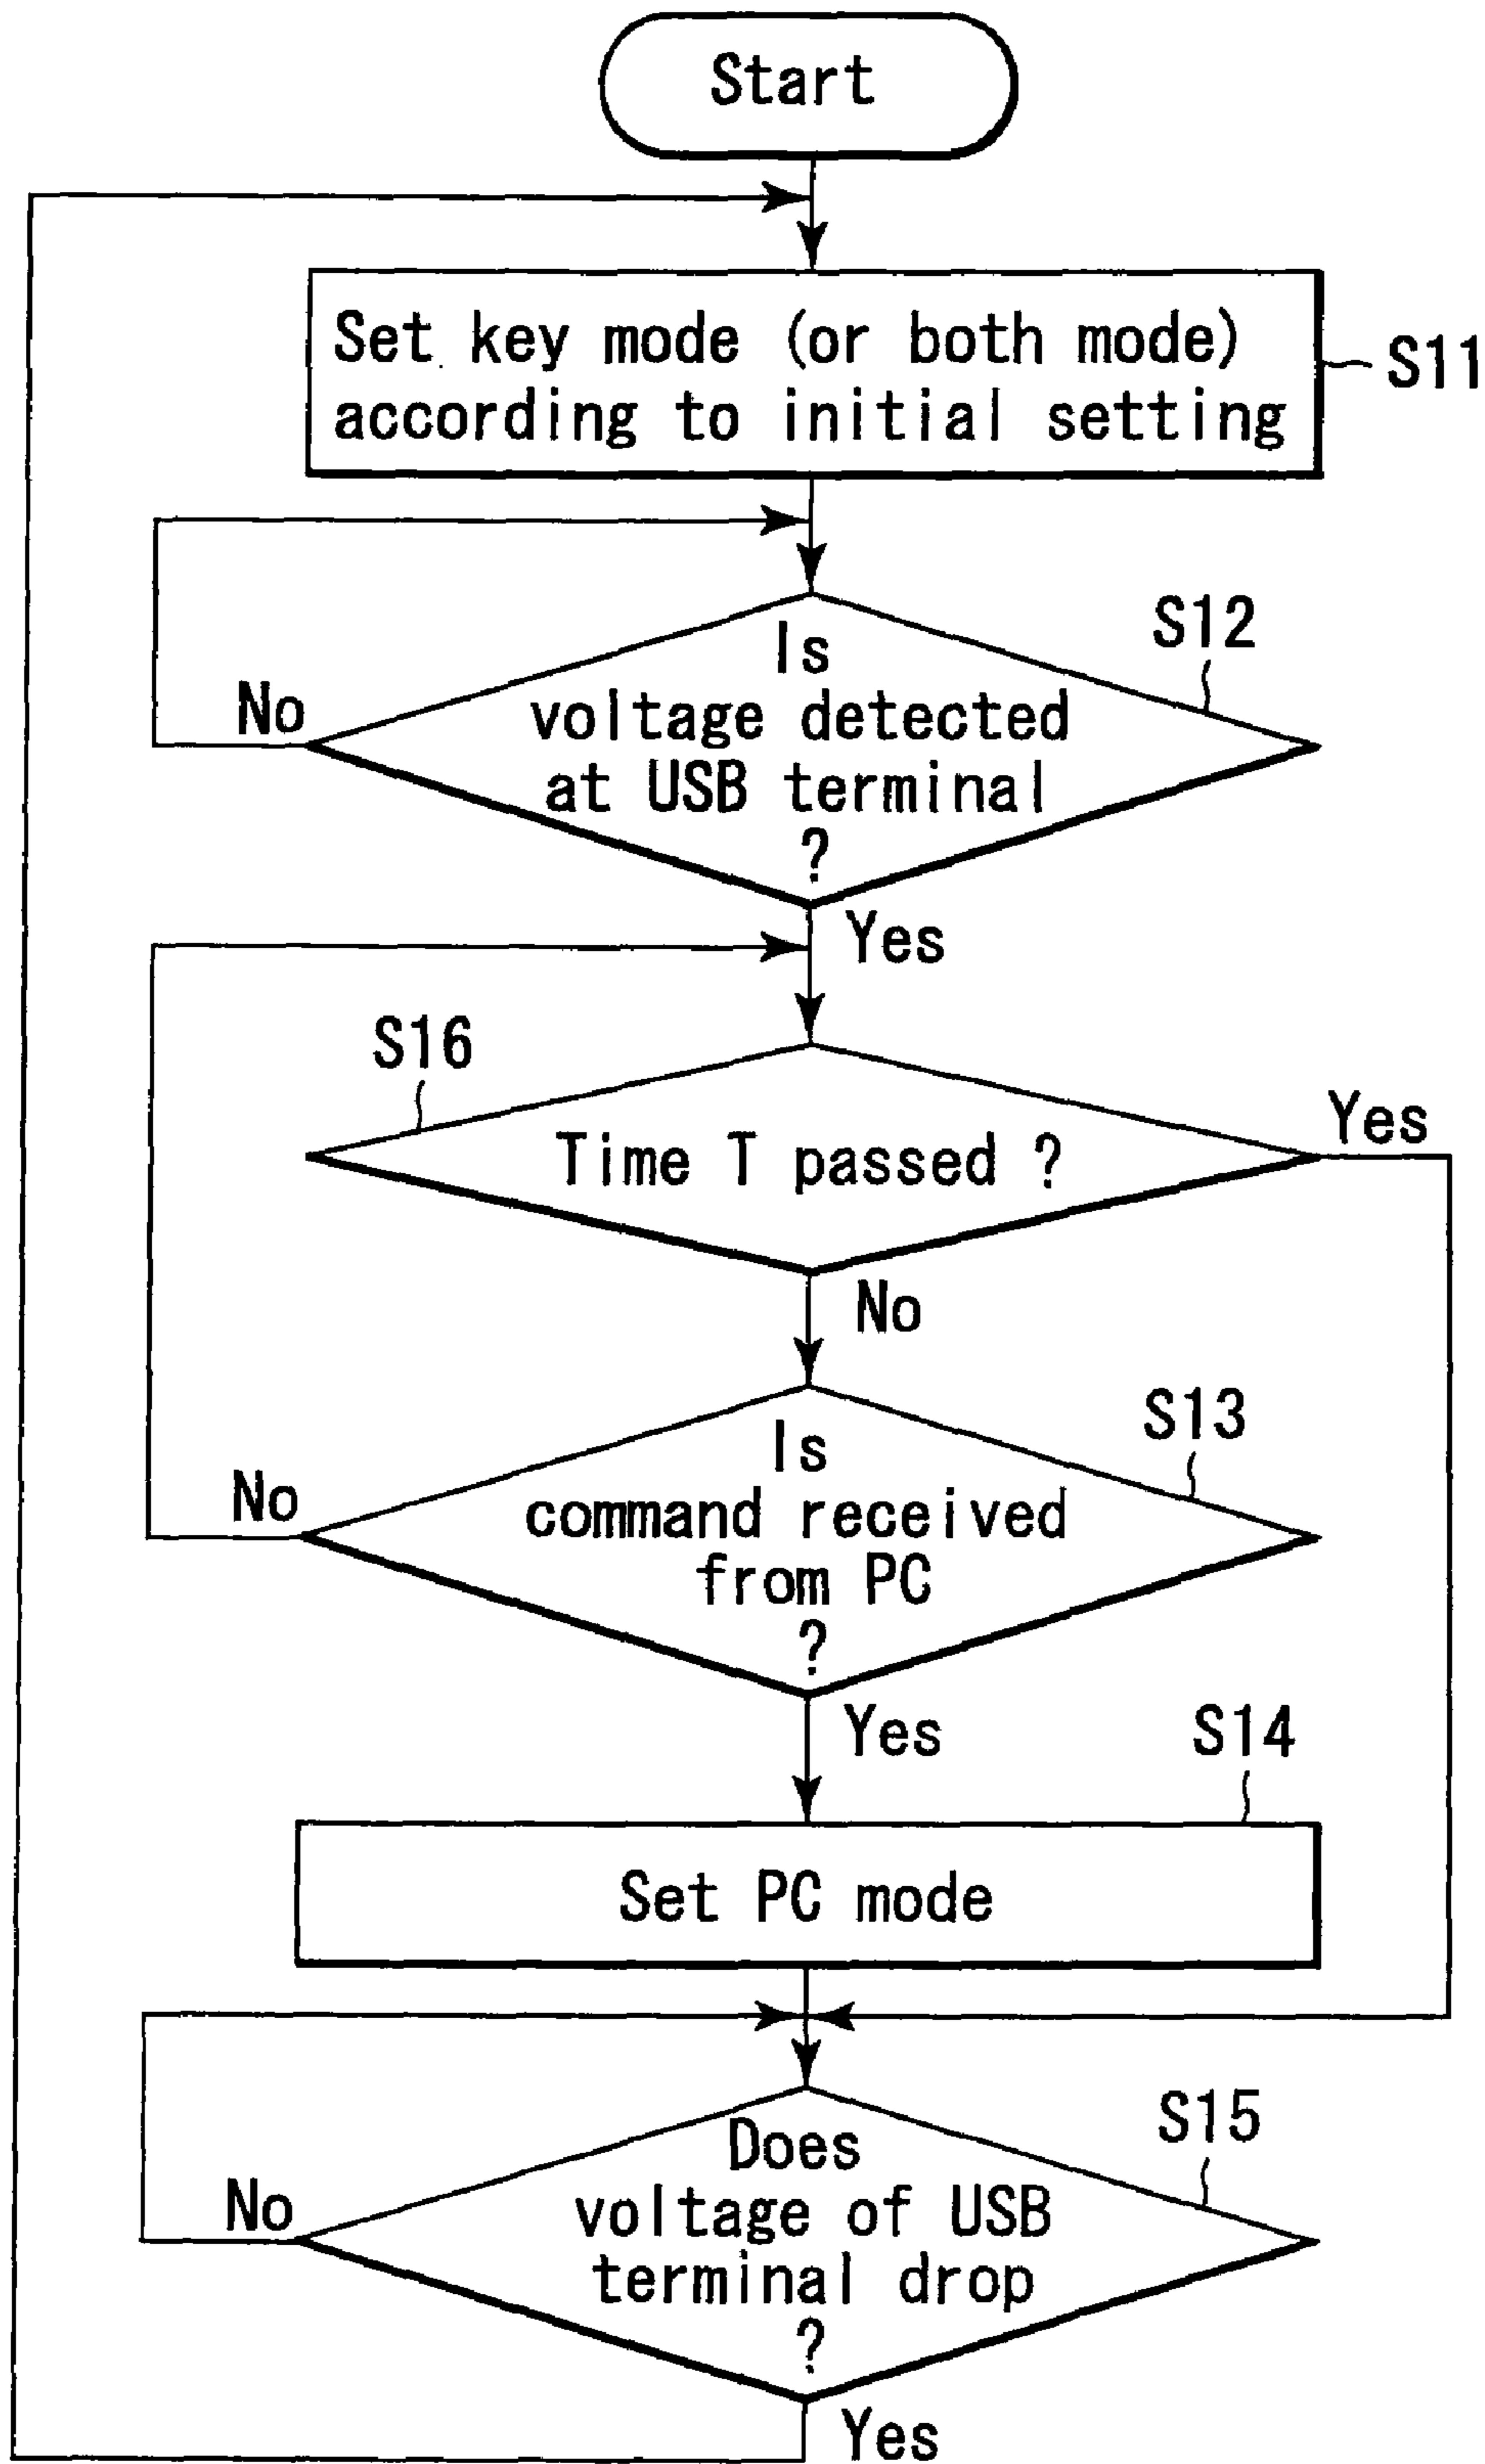 Start
Set key mode (or both mode)
according to initial setting
S11
S12
Is
voltage detected
at USB terminal
?
No
Yes
S16
Time T passed ?
Yes
No
S13
Is
command received
from PC
?
No
Yes
S14
Set PC mode
S15
Does
voltage of USB
terminal drop
?
No
Yes